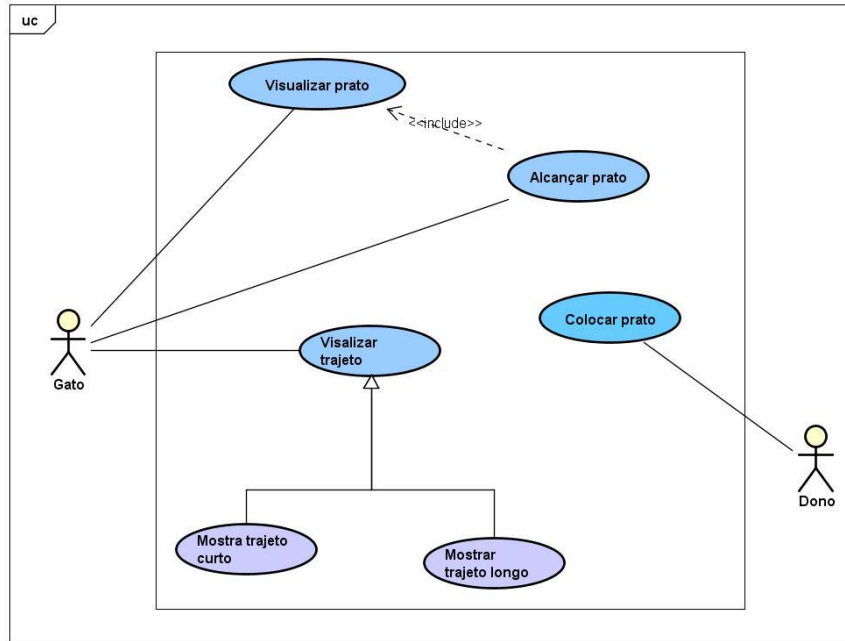 uc
Visualizar prato
<<include>>
Alcançar prato
Colocar prato
Visalizar
trajeto
Gato
Dono
Mostra trajeto
curto
Mostrar
trajeto longo